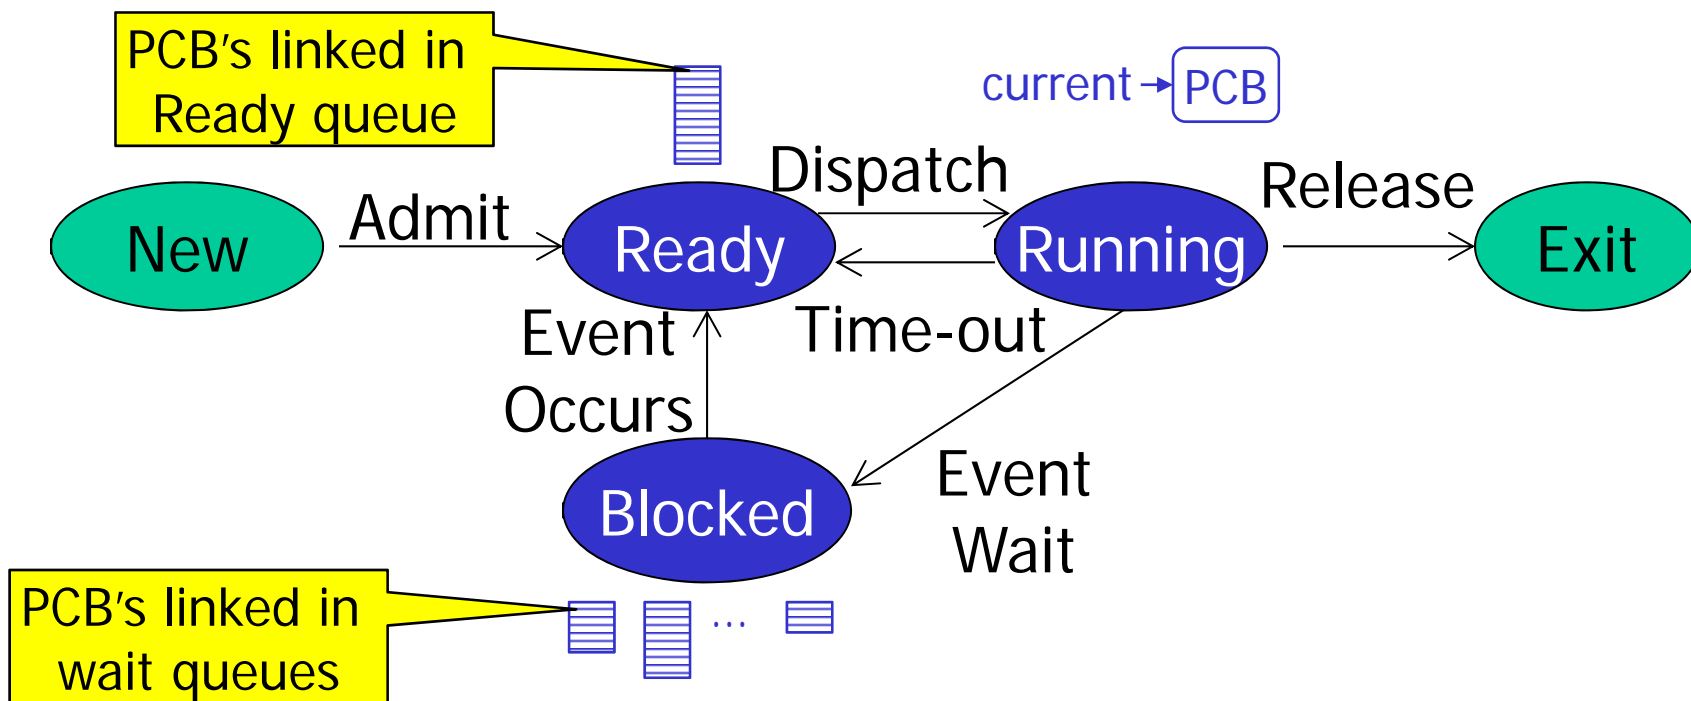 PCB's linked in
Ready queue
current
PCB
Dispatch
Release
Admit
New
Ready
Running
Exit
Event
Occurs
Time-out
Blocked
Event
Wait
PCB's linked in
wait queues
...